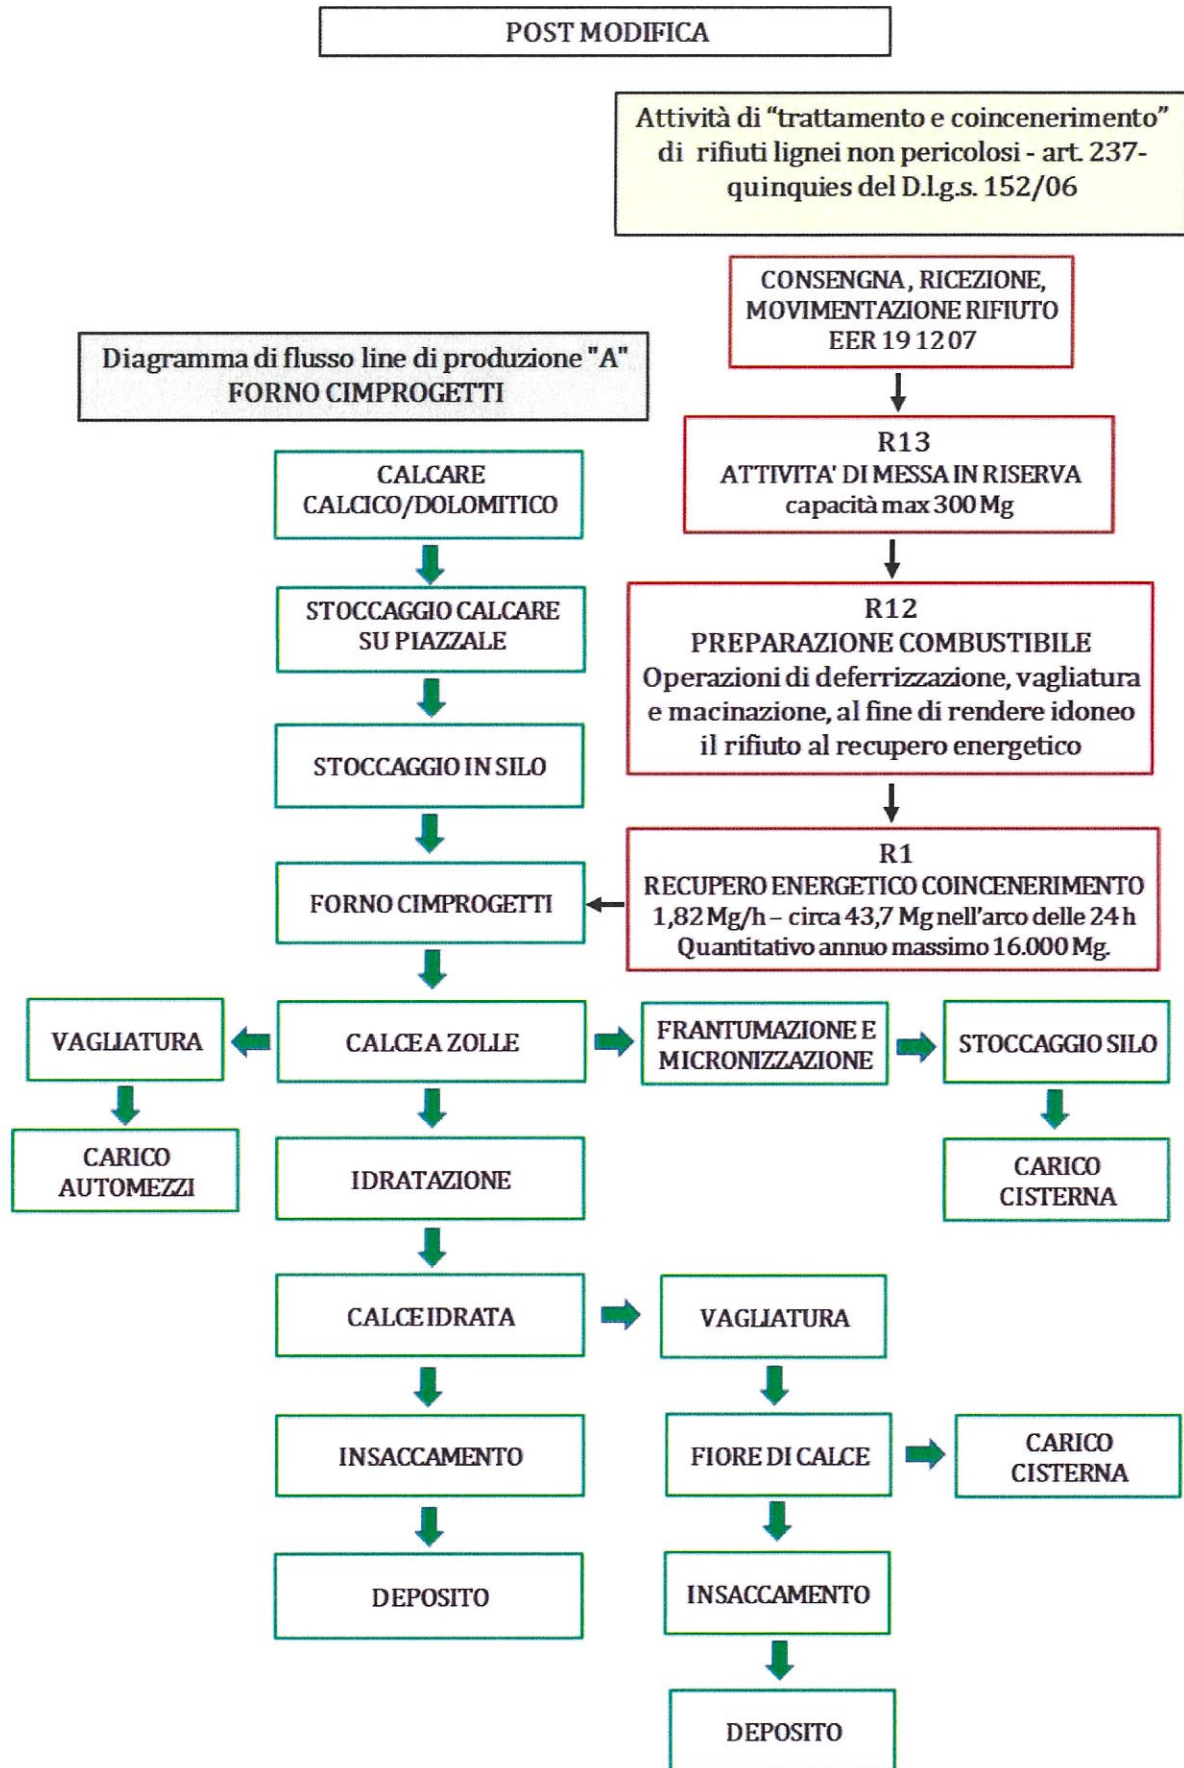 POST MODIFICA
Attività di “trattamento e coincenerimento”
di rifiuti lignei non pericolosi - art. 237-
quinquies del D.l.g.s. 152/06
CONSENGNA, RICEZIONE,
MOVIMENTAZIONE RIFIUTO
EER 19 12 07
Diagramma di flusso line di produzione "A"
FORNO CIMPROGETTI
R13
ATTIVITA' DI MESSA IN RISERVA
capacità max 300 Mg
CALCARE
CALCICO/DOLOMITICO
STOCCAGGIO CALCARE
SU PIAZZALE
R12
PREPARAZIONE COMBUSTIBILE
Operazioni di deferrizzazione, vagliatura
e macinazione, al fine di rendere idoneo
il rifiuto al recupero energetico
STOCCAGGIO IN SILO
R1
RECUPERO ENERGETICO COINCENERIMENTO
1,82 Mg/h – circa 43,7 Mg nell'arco delle 24 h
Quantitativo annuo massimo 16.000 Mg.
FORNO CIMPROGETTI
VAGLIATURA
CALCE A ZOLLE
FRANTUMAZIONE E
MICRONIZZAZIONE
STOCCAGGIO SILO
CARICO
AUTOMEZZI
IDRATAZIONE
CARICO
CISTERNA
CALCE IDRATA
VAGLIATURA
INSACCAMENTO
FIORE DI CALCE
CARICO
CISTERNA
DEPOSITO
INSACCAMENTO
DEPOSITO